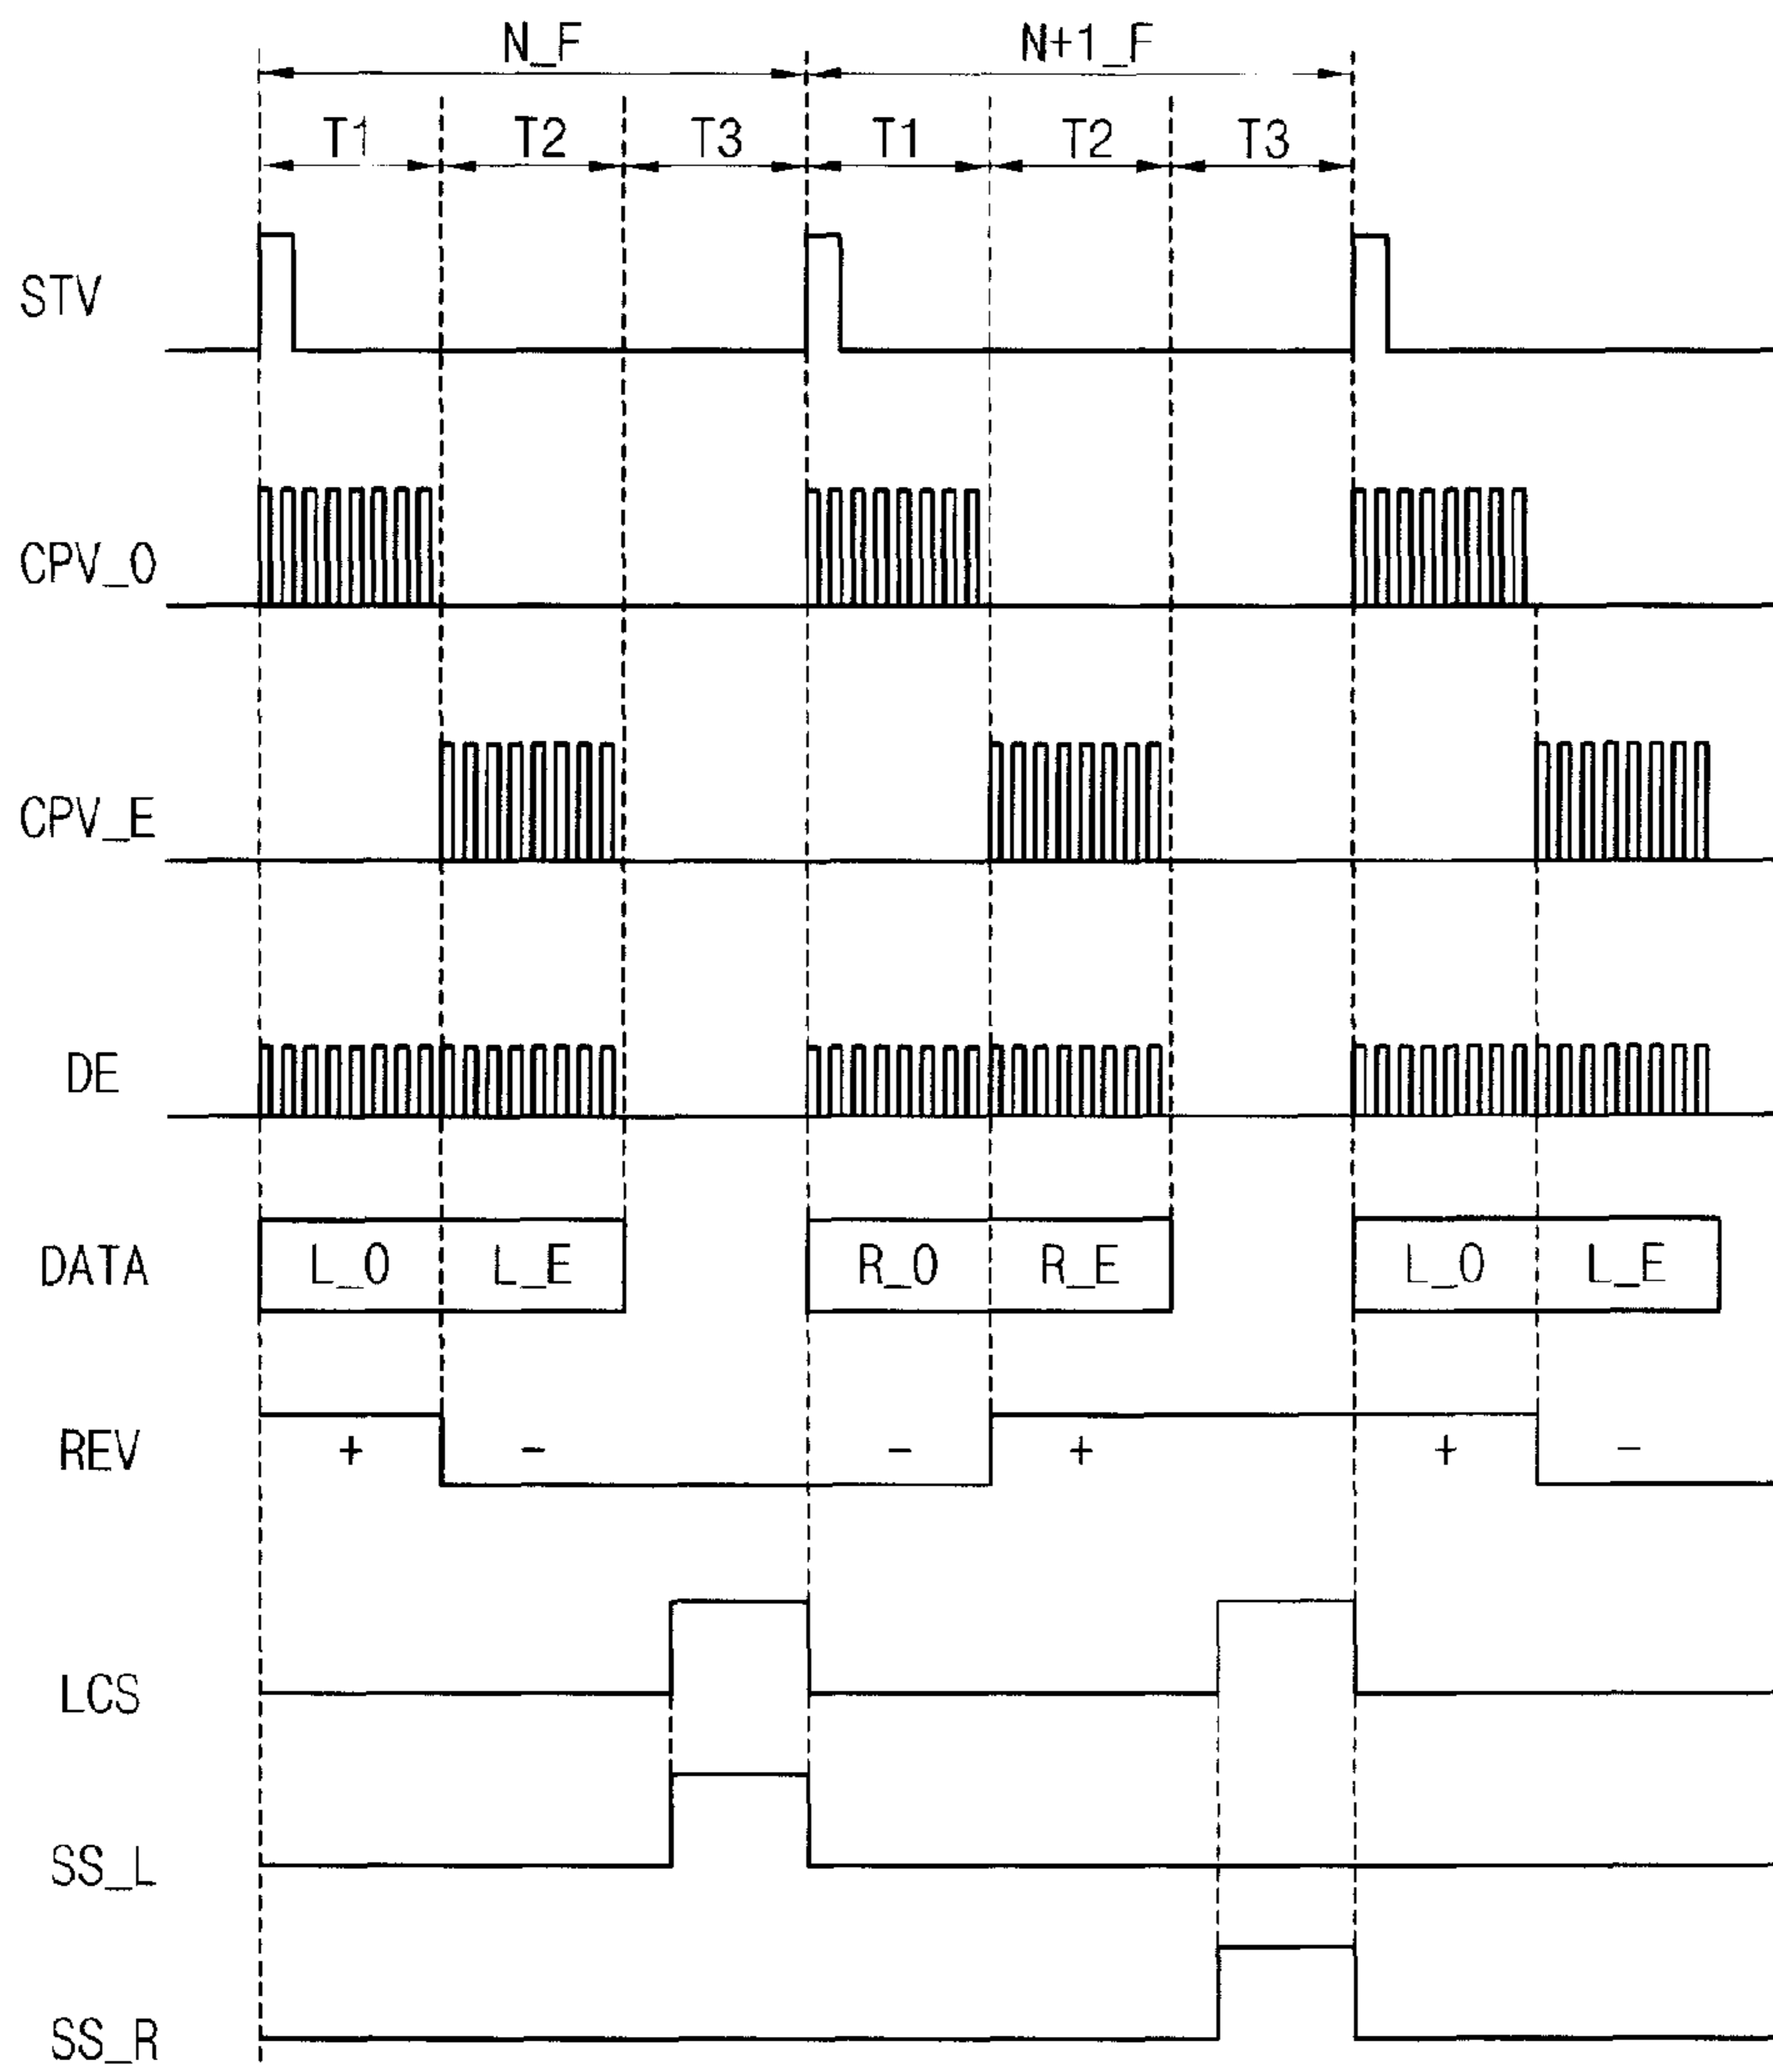 N_F N+1_F
T1 T2 T3 T1 T2 T3
STV
CPV_O
CPV_E
DE
DATA L_O L_E R_O R_E L_O L_E
REV + - - + + -
LCS
SS_L
SS_R